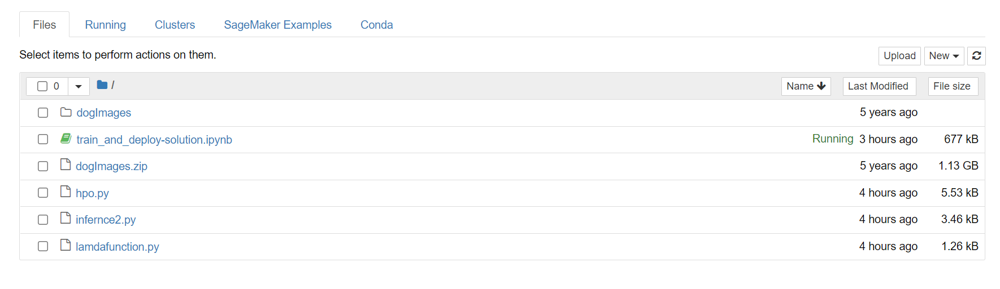 Files Running Clusters SageMaker Examples Conda
Select items to perform actions on them.
Upload New
0 / Name Last Modified File size
dogImages 5 years ago
train_and_deploy-solution.ipynb Running 3 hours ago 677 kB
dogImages.zip 5 years ago 1.13 GB
hpo.py 4 hours ago 5.53 kB
infernce2.py 4 hours ago 3.46 kB
lamdafunction.py 4 hours ago 1.26 kB